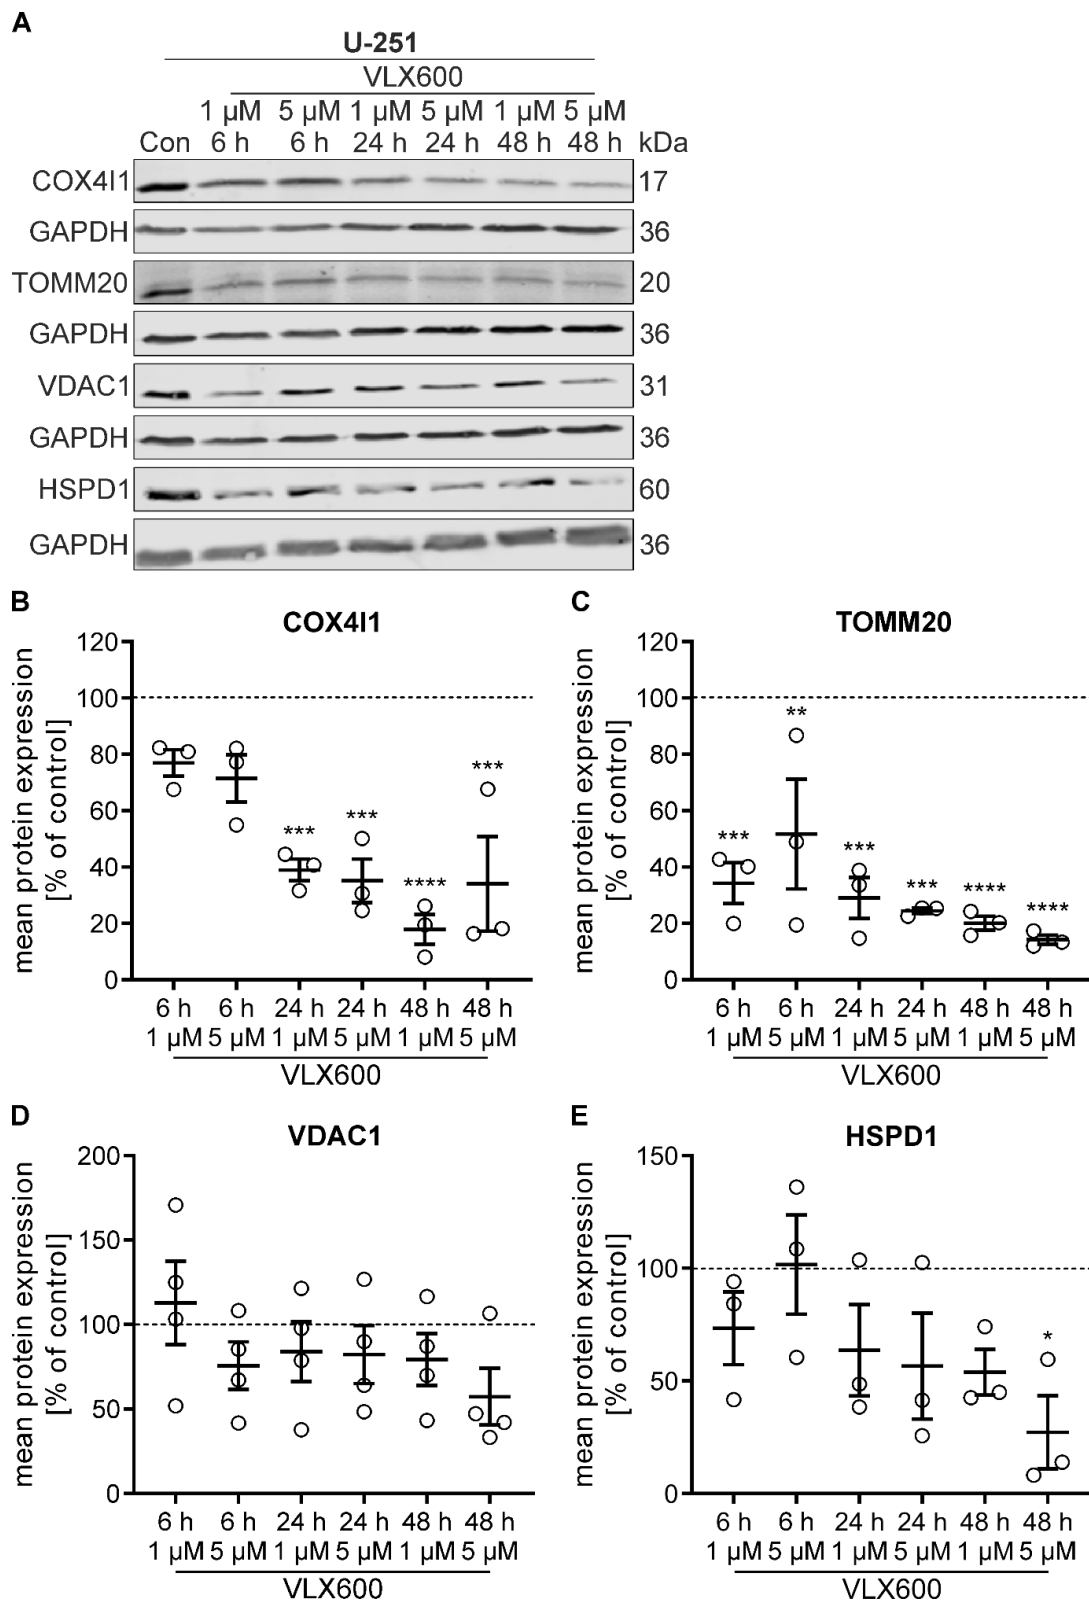 A
U-251
VLX600
1 µM 5 µM 1 µM 5 µM 1 µM 5 µM
Con 6 h 6 h 24 h 24 h 48 h 48 h kDa
COX4I1 17
GAPDH 36
TOMM20 20
GAPDH 36
VDAC1 31
GAPDH 36
HSPD1 60
GAPDH 36
B
COX4I1
mean protein expression
[% of control]
120
100
80
60
40
20
0
*** *** **** ***
6 h 6 h 24 h 24 h 48 h 48 h
1 µM 5 µM 1 µM 5 µM 1 µM 5 µM
VLX600
C
TOMM20
mean protein expression
[% of control]
120
100
80
60
40
20
0
*** ** *** *** **** ****
6 h 6 h 24 h 24 h 48 h 48 h
1 µM 5 µM 1 µM 5 µM 1 µM 5 µM
VLX600
D
VDAC1
mean protein expression
[% of control]
200
150
100
50
0
6 h 6 h 24 h 24 h 48 h 48 h
1 µM 5 µM 1 µM 5 µM 1 µM 5 µM
VLX600
E
HSPD1
mean protein expression
[% of control]
150
100
50
0
*
6 h 6 h 24 h 24 h 48 h 48 h
1 µM 5 µM 1 µM 5 µM 1 µM 5 µM
VLX600